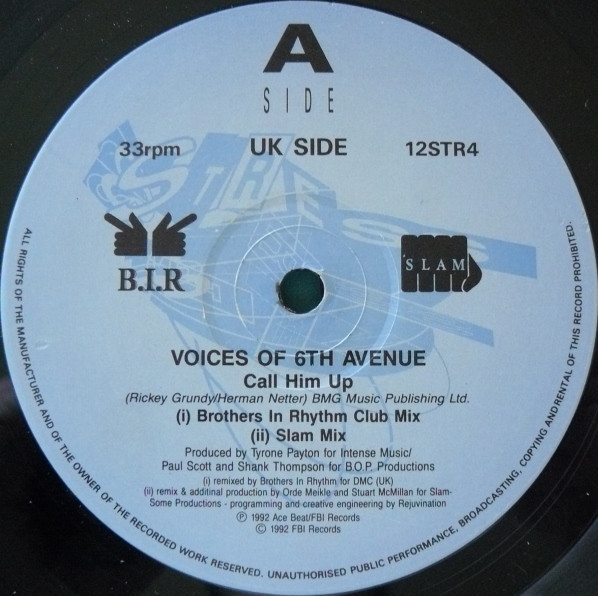 A
SIDE
33rpm UK SIDE 12STR4
STRESS
B.I.R SLAM
VOICES OF 6TH AVENUE
Call Him Up
(Rickey Grundy/Herman Netter) BMG Music Publishing Ltd.
(i) Brothers In Rhythm Club Mix
(ii) Slam Mix
Produced by Tyrone Payton for Intense Music/
Paul Scott and Shank Thompson for B.O.P. Productions
(i) remixed by Brothers In Rhythm for DMC (UK)
(ii) remix & additinal production by Orde Meikle and Stuart McMillan for Slam-
Some Productions - programming and creative engineering by Rejuvination
Ⓟ 1992 Ace Beat/FBI Records
© 1992 FBI Records
ALL RIGHTS OF THE MANUFACTURER AND OF THE OWNER OF THE RECORDED WORK RESERVED. UNAUTHORISED PUBLIC PERFORMANCE, BROADCASTING, COPYING ANDRENTAL OF THIS RECORD PROHIBITED.